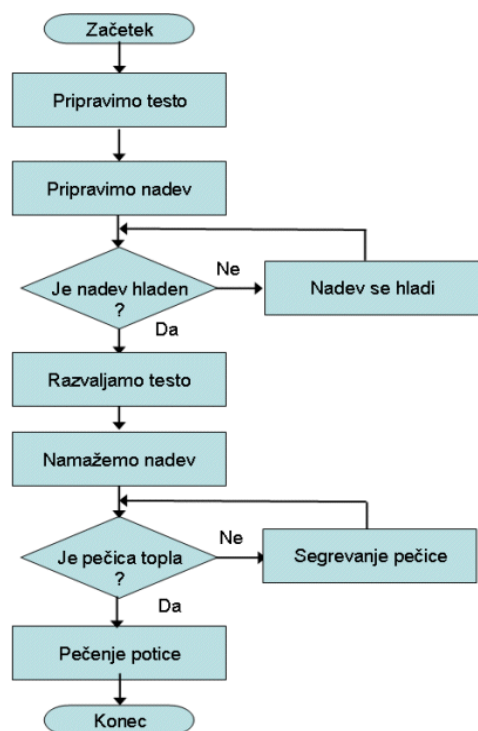 Začetek
Pripravimo testo
Pripravimo nadev
Je nadev hladen
?
Ne
Nadev se hladi
Da
Razvaljamo testo
Namažemo nadev
Je pečica topla
?
Ne
Segrevanje pečice
Da
Pečenje potice
Konec